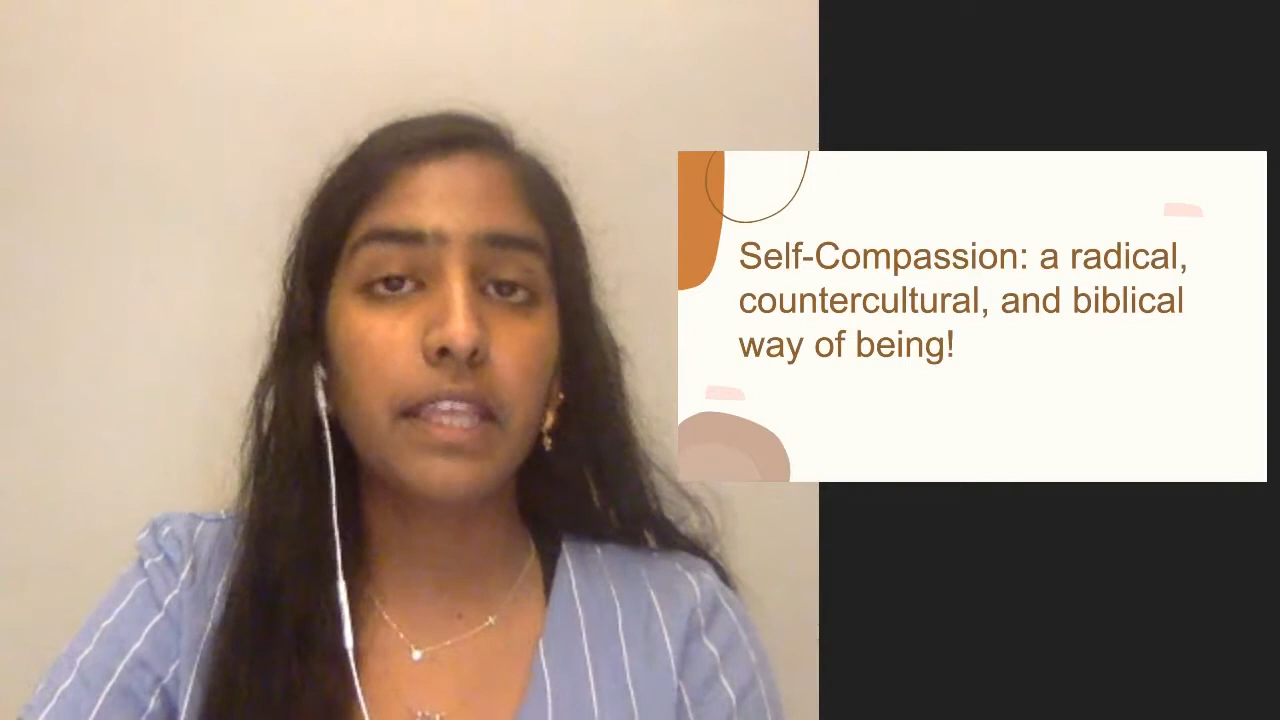 Self-Compassion: a radical,
countercultural, and biblical
way of being!